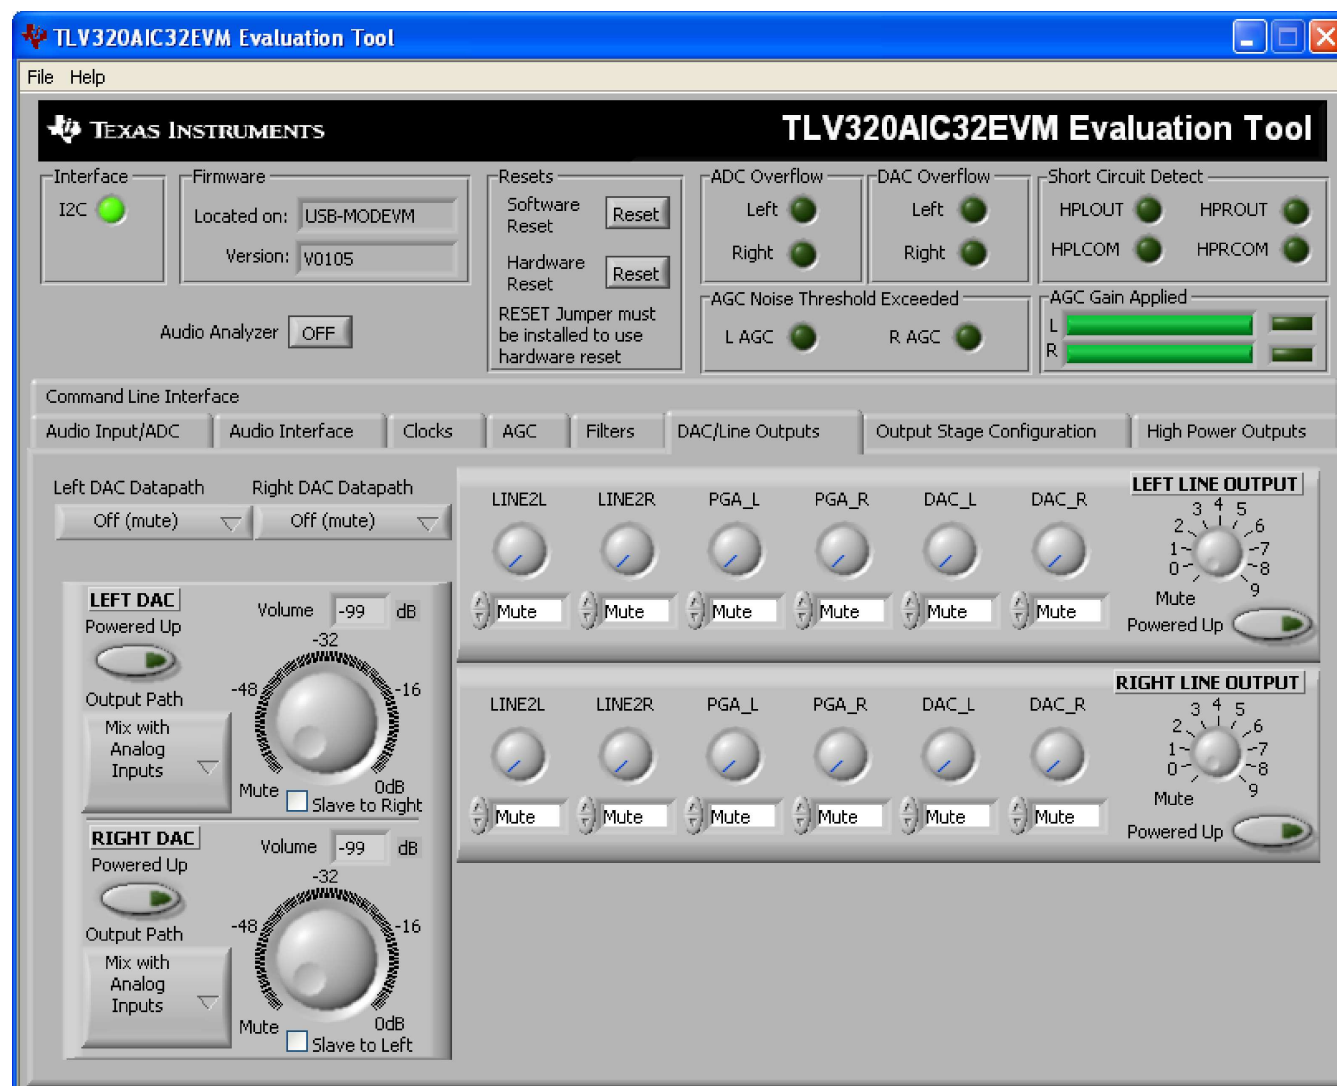 TLV320AIC32EVM Evaluation Tool
File Help
TEXAS INSTRUMENTS
TLV320AIC32EVM Evaluation Tool
Interface
I2C
Firmware
Located on: USB-MODEVM
Version: V0105
Audio Analyzer OFF
Resets
Software Reset Reset
Hardware Reset Reset
RESET Jumper must
be installed to use
hardware reset
ADC Overflow
Left
Right
DAC Overflow
Left
Right
Short Circuit Detect
HPLOUT HPROUT
HPLCOM HPRCOM
AGC Noise Threshold Exceeded
L AGC R AGC
AGC Gain Applied
L
R
Command Line Interface
Audio Input/ADC Audio Interface Clocks AGC Filters DAC/Line Outputs Output Stage Configuration High Power Outputs
Left DAC Datapath Right DAC Datapath
Off (mute) Off (mute)
LEFT DAC
Powered Up
Output Path
Mix with
Analog
Inputs
Volume -99 dB
-32
-48 -16
Mute 0dB
Slave to Right
RIGHT DAC
Powered Up
Output Path
Mix with
Analog
Inputs
Volume -99 dB
-32
-48 -16
Mute 0dB
Slave to Left
LINE2L LINE2R PGA_L PGA_R DAC_L DAC_R
Mute Mute Mute Mute Mute Mute
LEFT LINE OUTPUT
3 4 5
2 6
1 7
0 8
Mute 9
Powered Up
LINE2L LINE2R PGA_L PGA_R DAC_L DAC_R
Mute Mute Mute Mute Mute Mute
RIGHT LINE OUTPUT
3 4 5
2 6
1 7
0 8
Mute 9
Powered Up